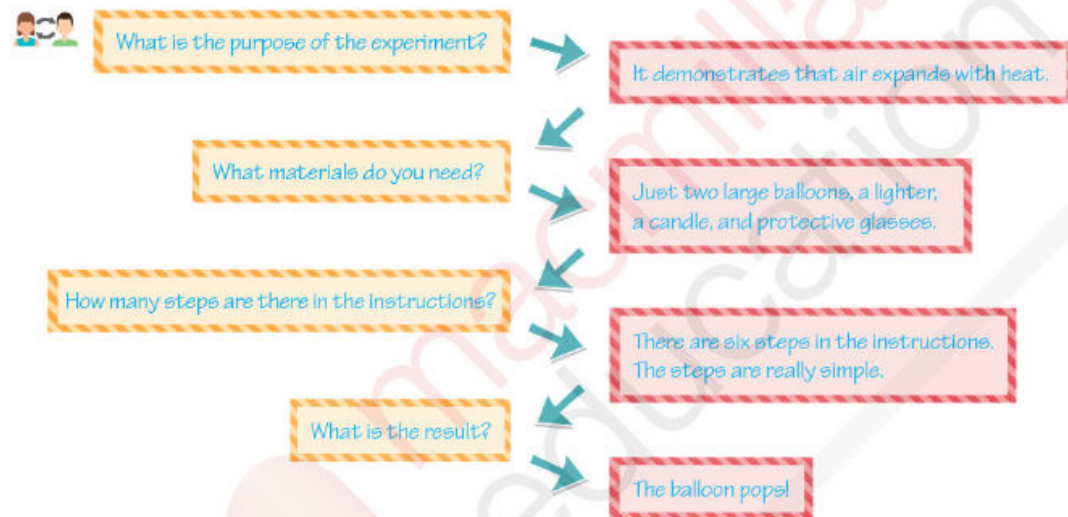 What is the purpose of the experiment?
It demonstrates that air expands with heat.
What materials do you need?
Just two large balloons, a lighter,
a candle, and protective glasses.
How many steps are there in the instructions?
There are six steps in the instructions.
The steps are really simple.
What is the result?
The balloon pops!
macmilla
education